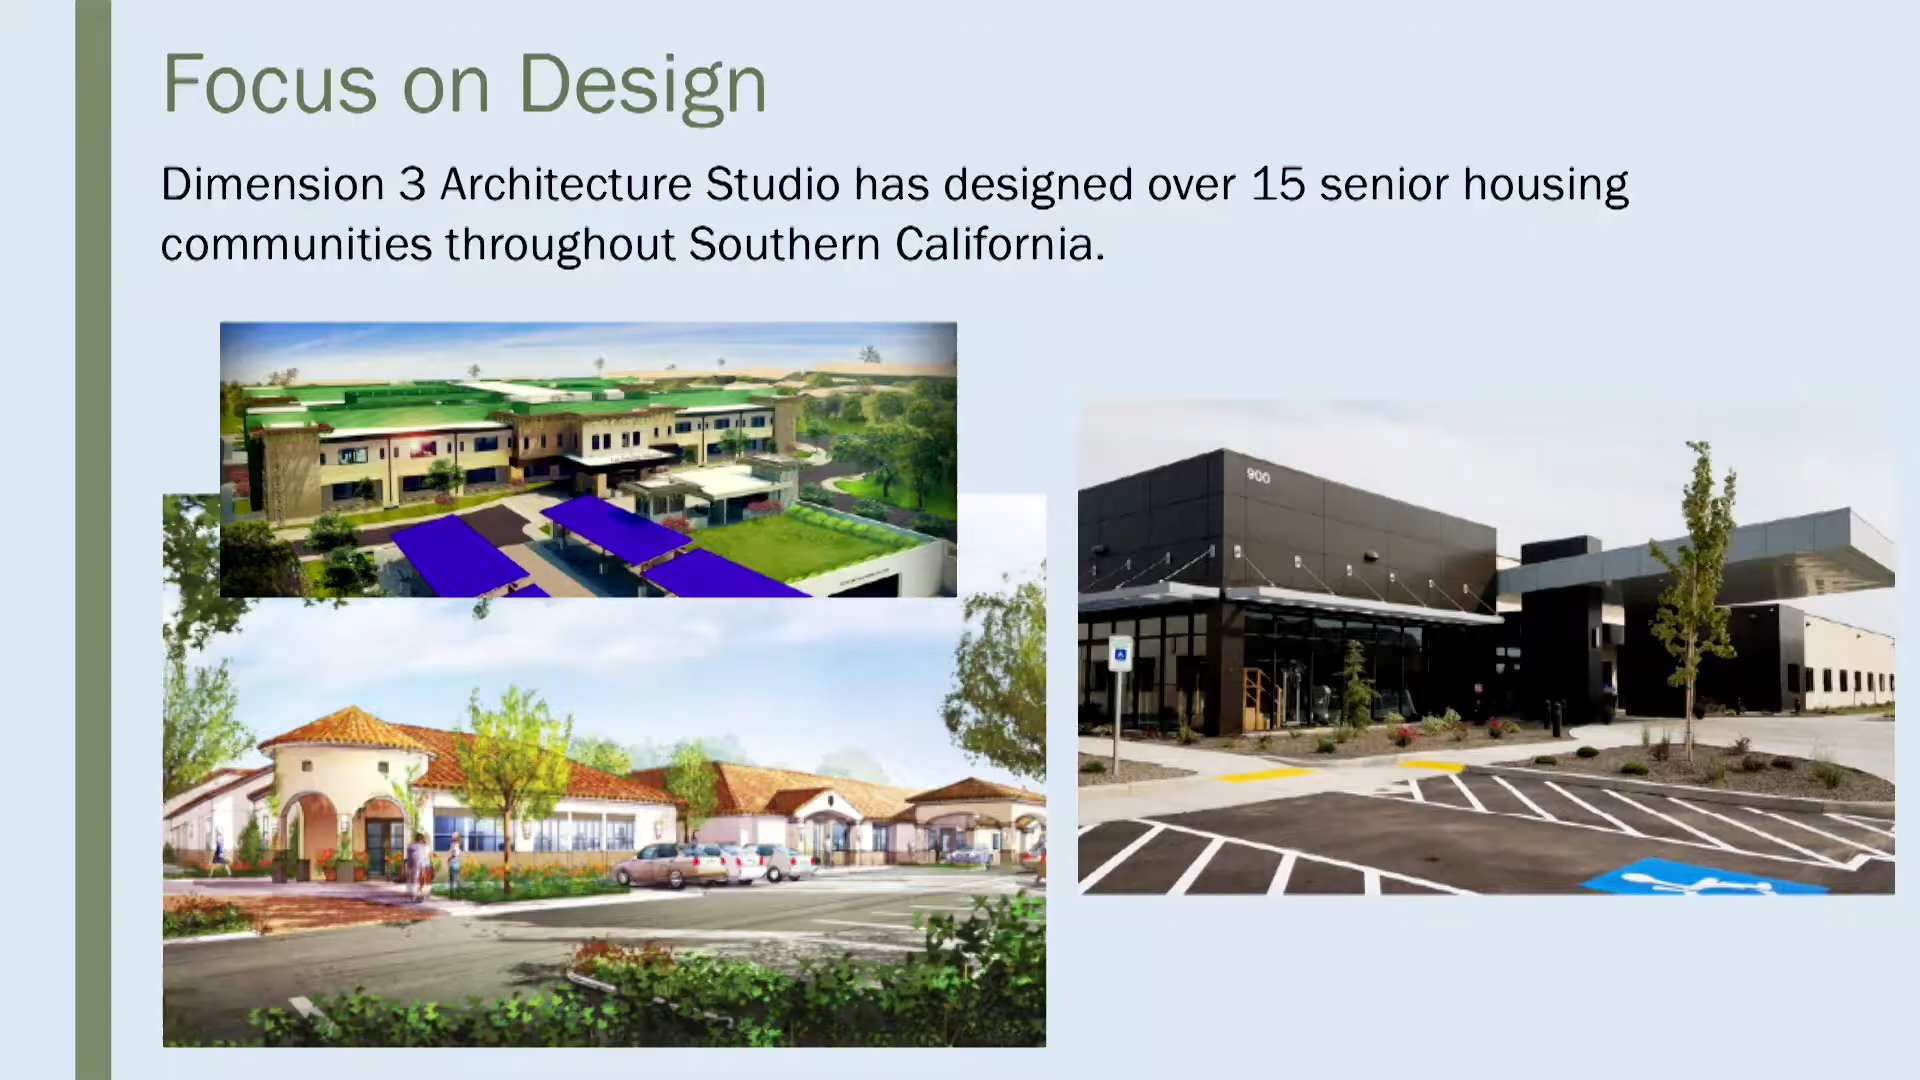 Focus on Design
Dimension 3 Architecture Studio has designed over 15 senior housing
communities throughout Southern California.
900